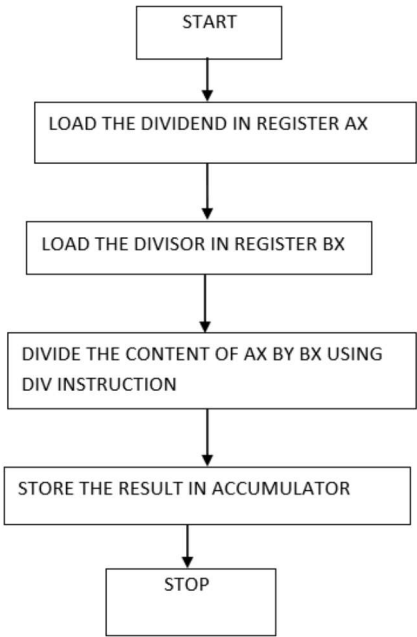 START
LOAD THE DIVIDEND IN REGISTER AX
LOAD THE DIVISOR IN REGISTER BX
DIVIDE THE CONTENT OF AX BY BX USING
DIV INSTRUCTION
STORE THE RESULT IN ACCUMULATOR
STOP